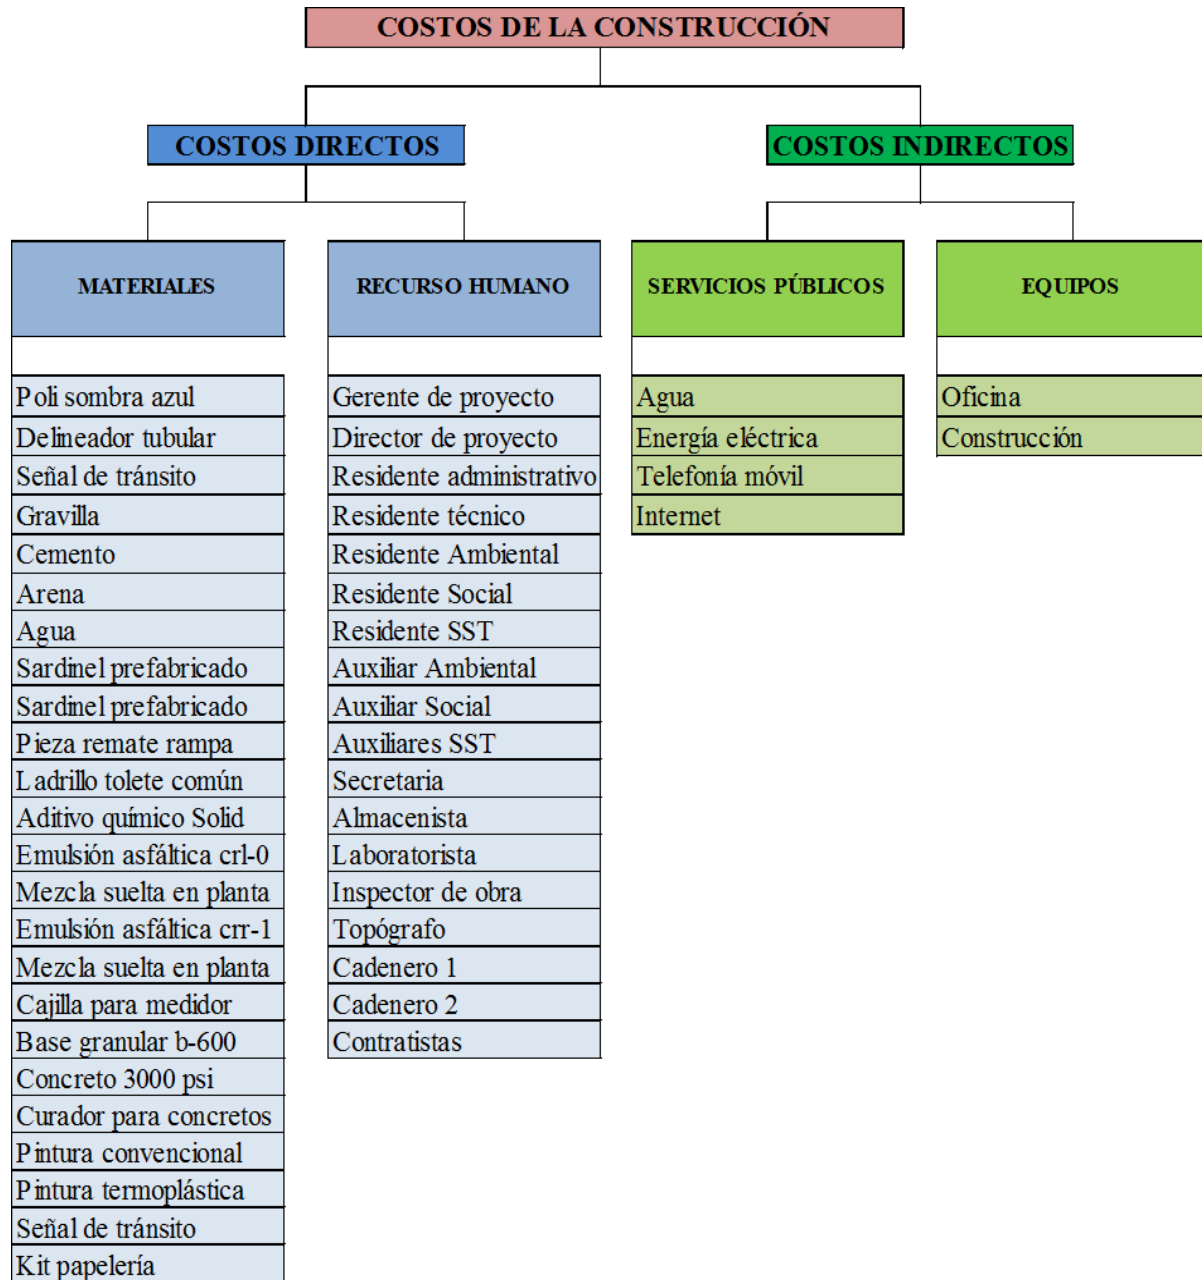 COSTOS DE LA CONSTRUCCIÓN
COSTOS DIRECTOS
COSTOS INDIRECTOS
MATERIALES
RECURSO HUMANO
SERVICIOS PÚBLICOS
EQUIPOS
Poli sombra azul
Delineador tubular
Señal de tránsito
Gravilla
Cemento
Arena
Agua
Sardinel prefabricado
Sardinel prefabricado
Pieza remate rampa
Ladrillo tolete común
Aditivo químico Solid
Emulsión asfáltica crl-0
Mezcla suelta en planta
Emulsión asfáltica crr-1
Mezcla suelta en planta
Cajilla para medidor
Base granular b-600
Concreto 3000 psi
Curador para concretos
Pintura convencional
Pintura termoplástica
Señal de tránsito
Kit papelería
Gerente de proyecto
Director de proyecto
Residente administrativo
Residente técnico
Residente Ambiental
Residente Social
Residente SST
Auxiliar Ambiental
Auxiliar Social
Auxiliares SST
Secretaria
Almacenista
Laboratorista
Inspector de obra
Topógrafo
Cadenero 1
Cadenero 2
Contratistas
Agua
Energía eléctrica
Telefonía móvil
Internet
Oficina
Construcción